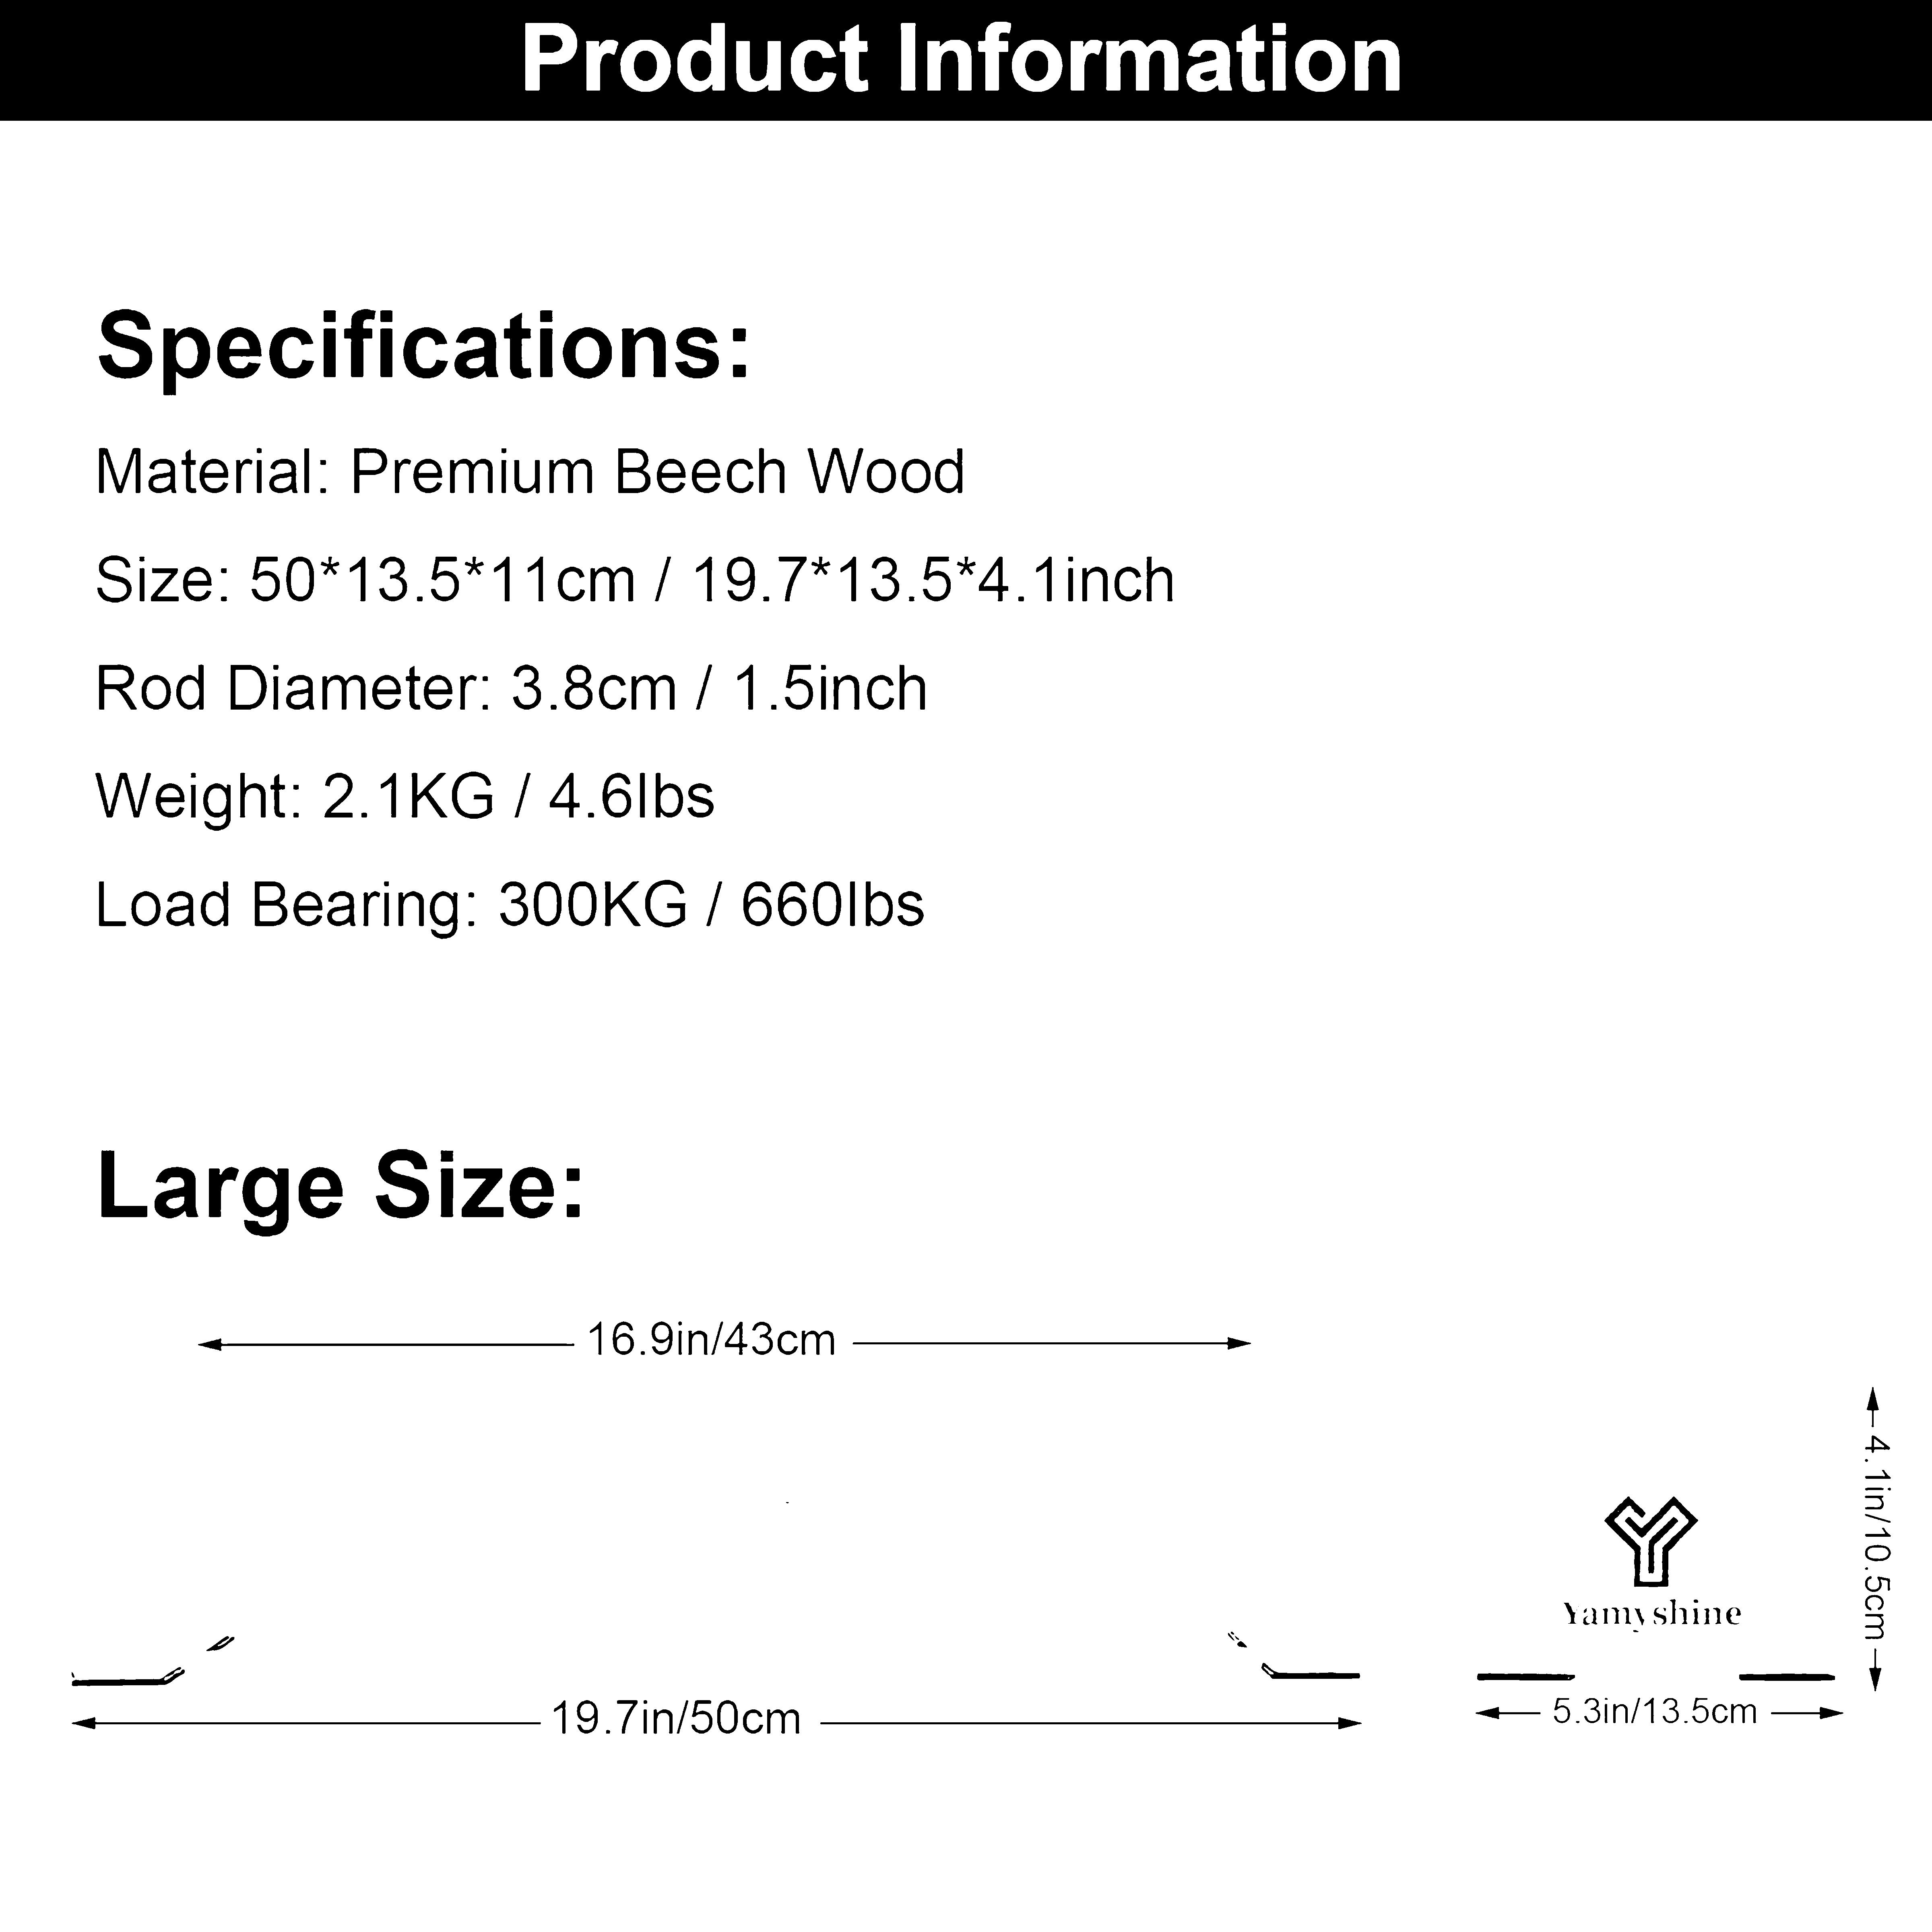 Product Information
Specifications:
Material: Premium Beech Wood
Size: 50*13.5*11cm / 19.7*13.5*4.1inch
Rod Diameter: 3.8cm / 1.5inch
Weight: 2.1KG / 4.6lbs
Load Bearing: 300KG / 660lbs
Large Size:
16.9in/43cm
4.1in/10.5cm
Yamyshine
19.7in/50cm
5.3in/13.5cm